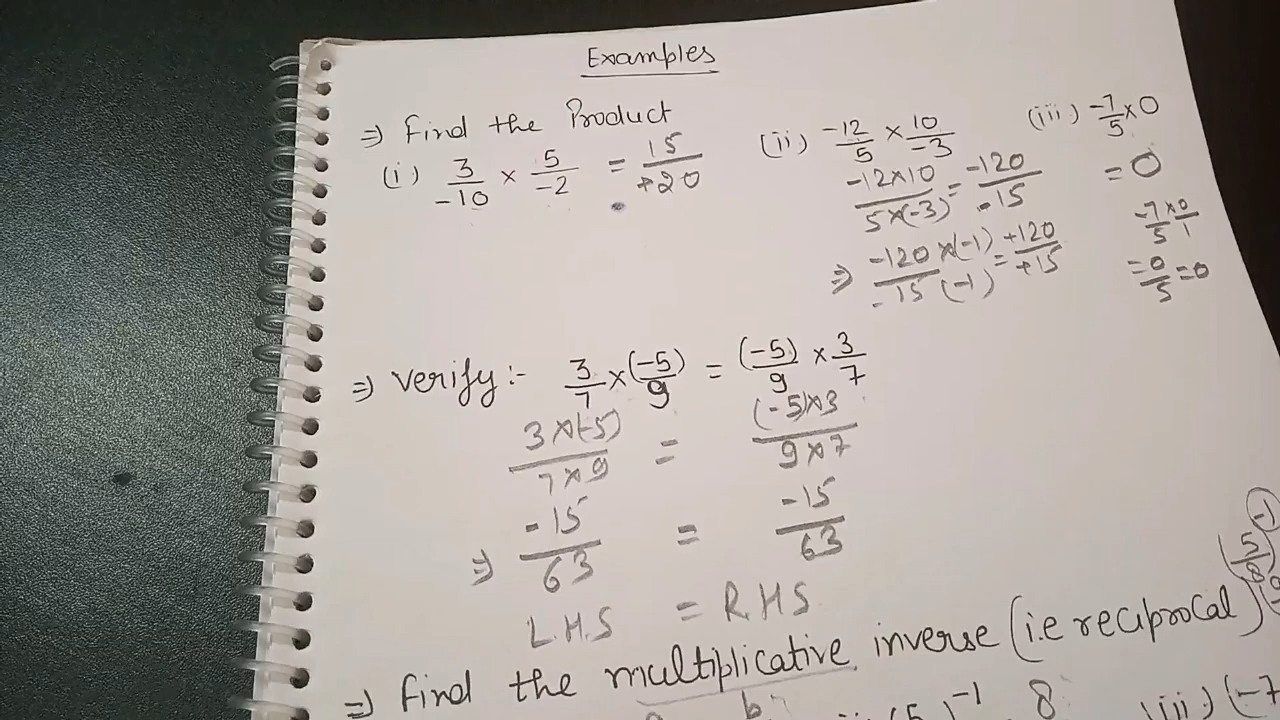 Examples
⇒ Find the Product
(i) 3/-10 × 5/-2 = 15/+20
(ii) -12/5 × 10/-3
-12×10/5×(-3) = -120/-15
⇒ -120×(-1)/-15(-1) = +120/+15
(iii) -7/5 × 0
= 0
-7/5 × 0/1
= 0/5 = 0
⇒ Verify:- 3/7 × (-5)/9 = (-5)/9 × 3/7
3×(-5)/7×9 = (-5)×3/9×7
⇒ -15/63 = -15/63
L.H.S = R.H.S
⇒ Find the multiplicative inverse (i.e reciprocal)